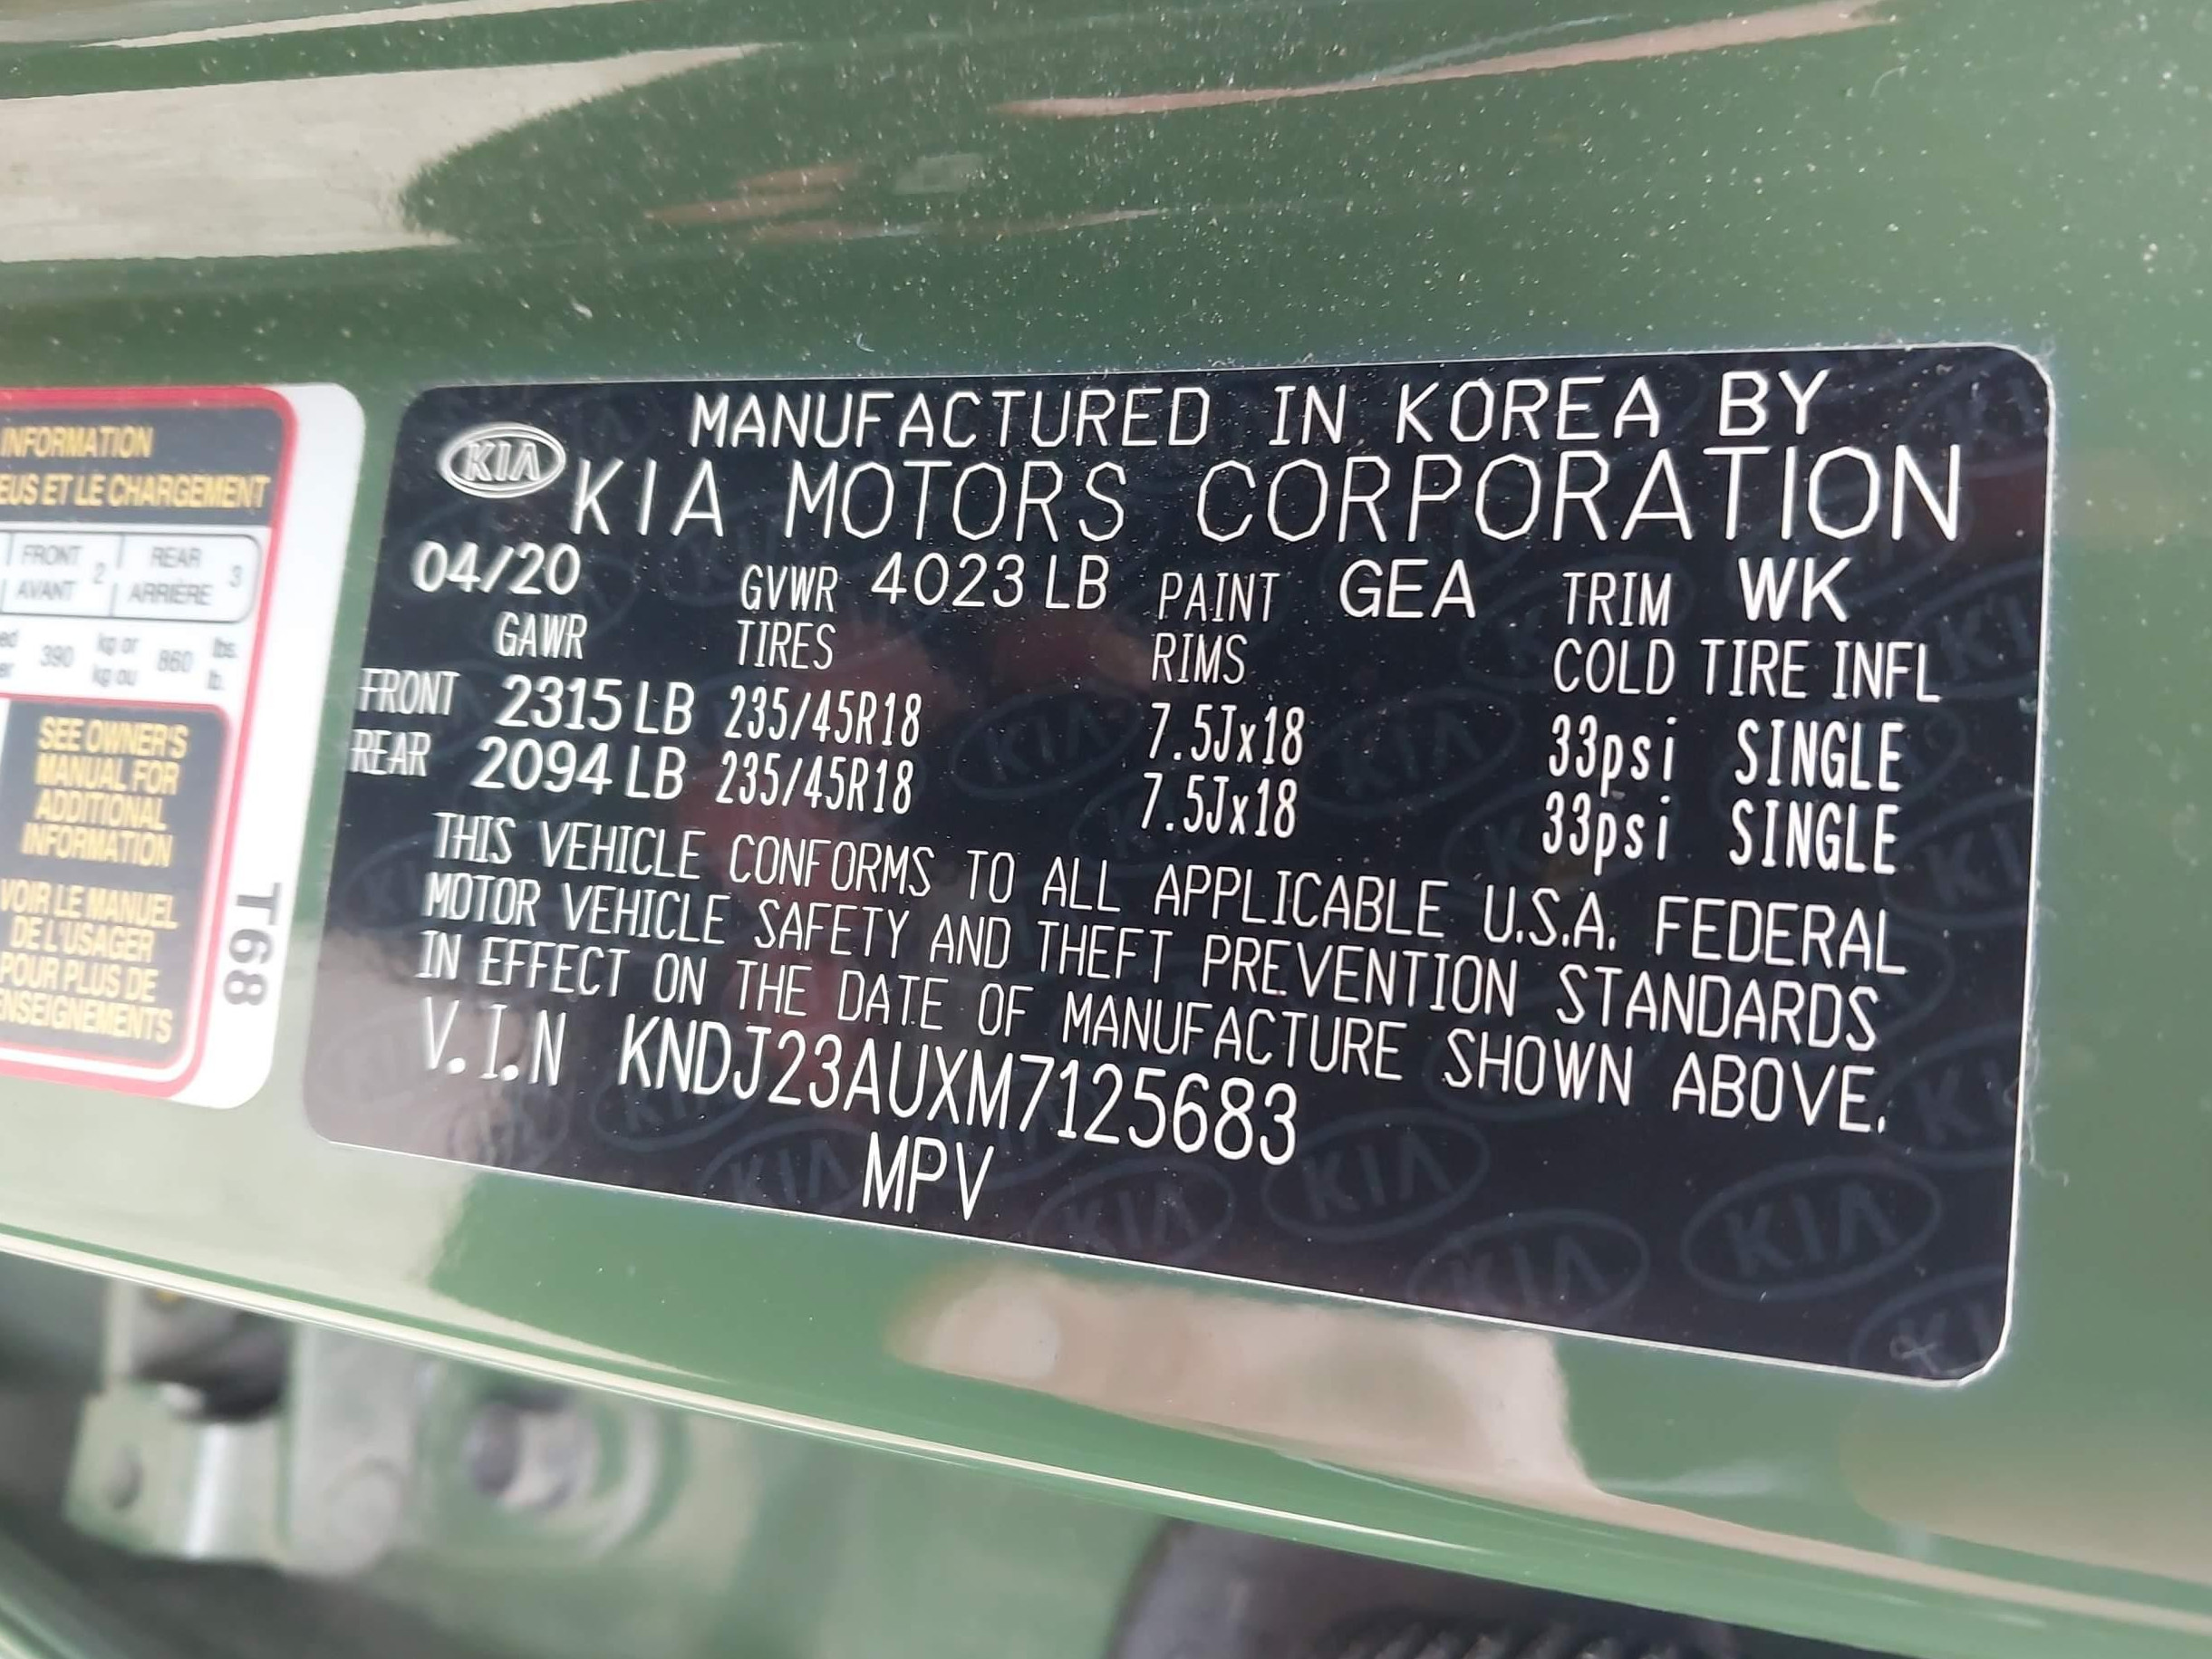 INFORMATION
EUS ET LE CHARGEMENT
FRONT 2 REAR 3
AVANT ARRIÈRE
390 kg or 860 lbs.
kg ou lb.
SEE OWNER'S
MANUAL FOR
ADDITIONAL
INFORMATION
VOIR LE MANUEL
DE L'USAGER
POUR PLUS DE
ENSEIGNEMENTS
T68
KIA
MANUFACTURED IN KOREA BY
KIA MOTORS CORPORATION
04/20 GVWR 4023 LB PAINT GEA TRIM WK
GAWR TIRES RIMS COLD TIRE INFL
FRONT 2315 LB 235/45R18 7.5Jx18 33psi SINGLE
REAR 2094 LB 235/45R18 7.5Jx18 33psi SINGLE
THIS VEHICLE CONFORMS TO ALL APPLICABLE U.S.A. FEDERAL
MOTOR VEHICLE SAFETY AND THEFT PREVENTION STANDARDS
IN EFFECT ON THE DATE OF MANUFACTURE SHOWN ABOVE.
V.I.N KNDJ23AUXM7125683
MPV